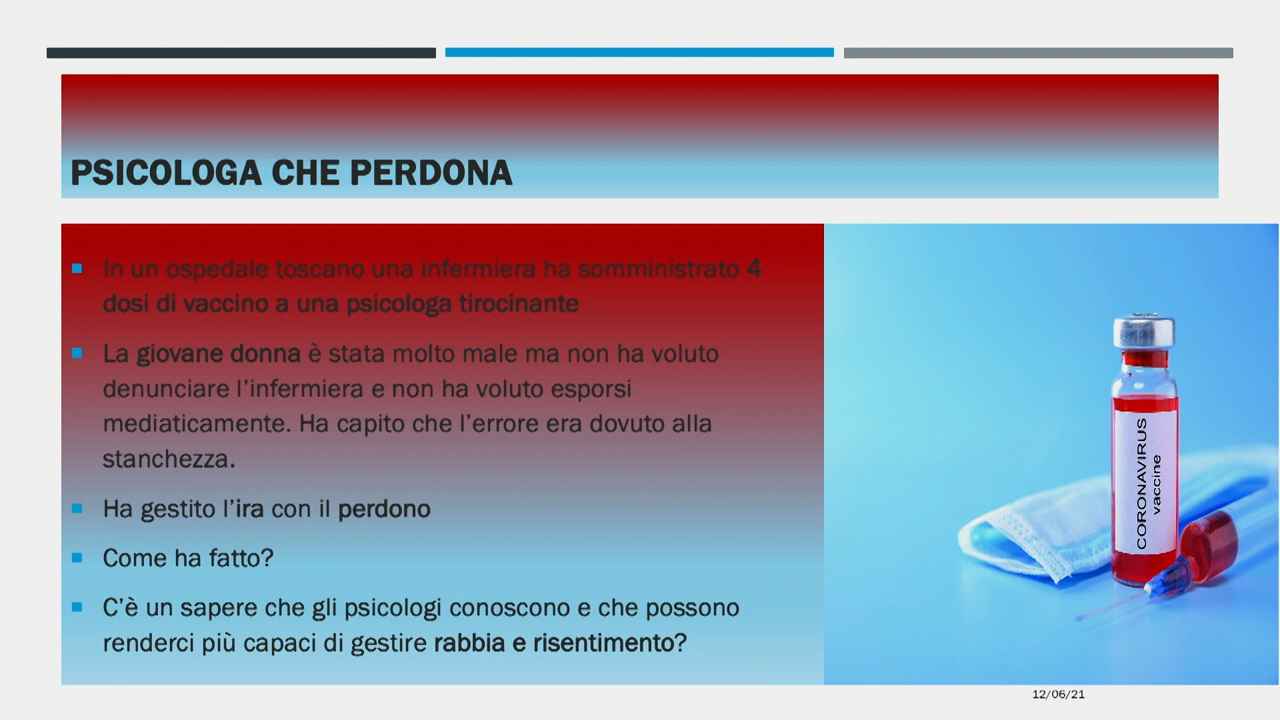 PSICOLOGA CHE PERDONA
In un ospedale toscano una infermiera ha somministrato 4
dosi di vaccino a una psicologa tirocinante
La giovane donna è stata molto male ma non ha voluto
denunciare l’infermiera e non ha voluto esporsi
mediaticamente. Ha capito che l’errore era dovuto alla
stanchezza.
Ha gestito l’ira con il perdono
Come ha fatto?
C’è un sapere che gli psicologi conoscono e che possono
renderci più capaci di gestire rabbia e risentimento?
CORONAVIRUS
vaccine
12/06/21